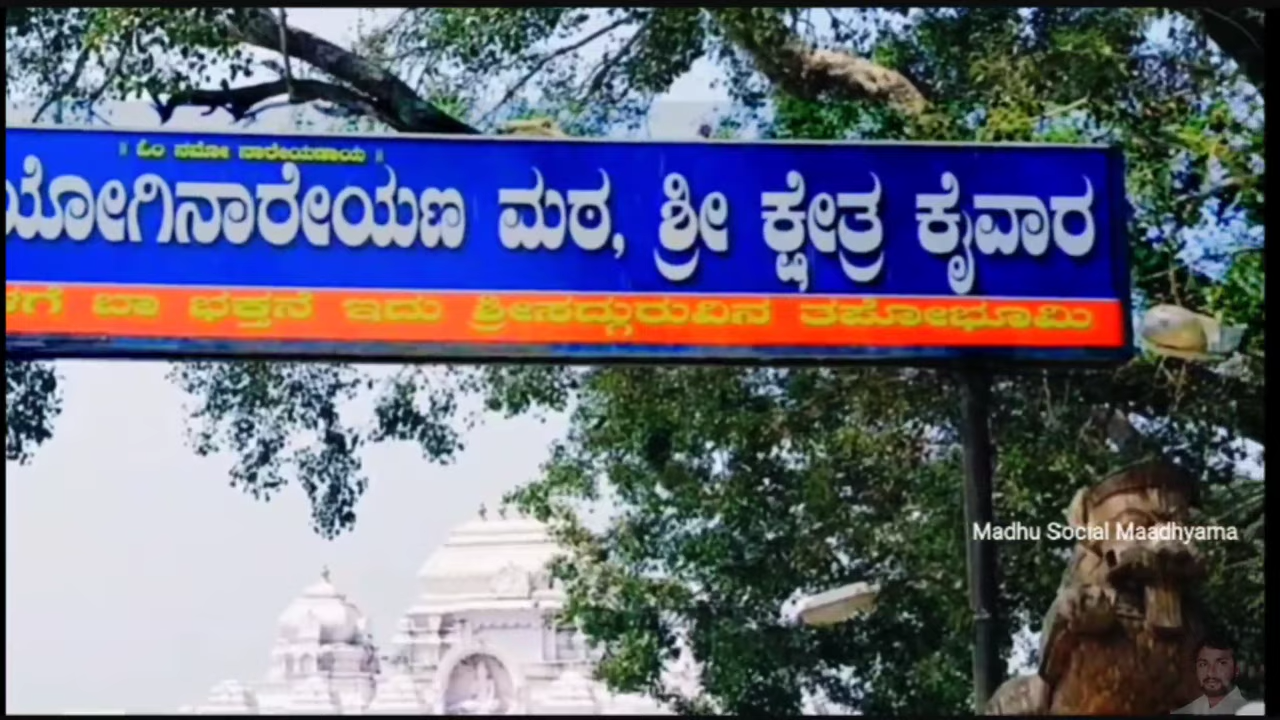 ॥ ಓಂ ನಮೋ ನಾರೇಯಣಾಯ ॥
ಯೋಗಿನಾರೇಯಣ ಮಠ, ಶ್ರೀ ಕ್ಷೇತ್ರ ಕೈವಾರ
ಬಾ ಭಕ್ತನೆ ಇದು ಶ್ರೀಸದ್ಗುರುವಿನ ತಪೋಭೂಮಿ
Madhu Social Maadhyama